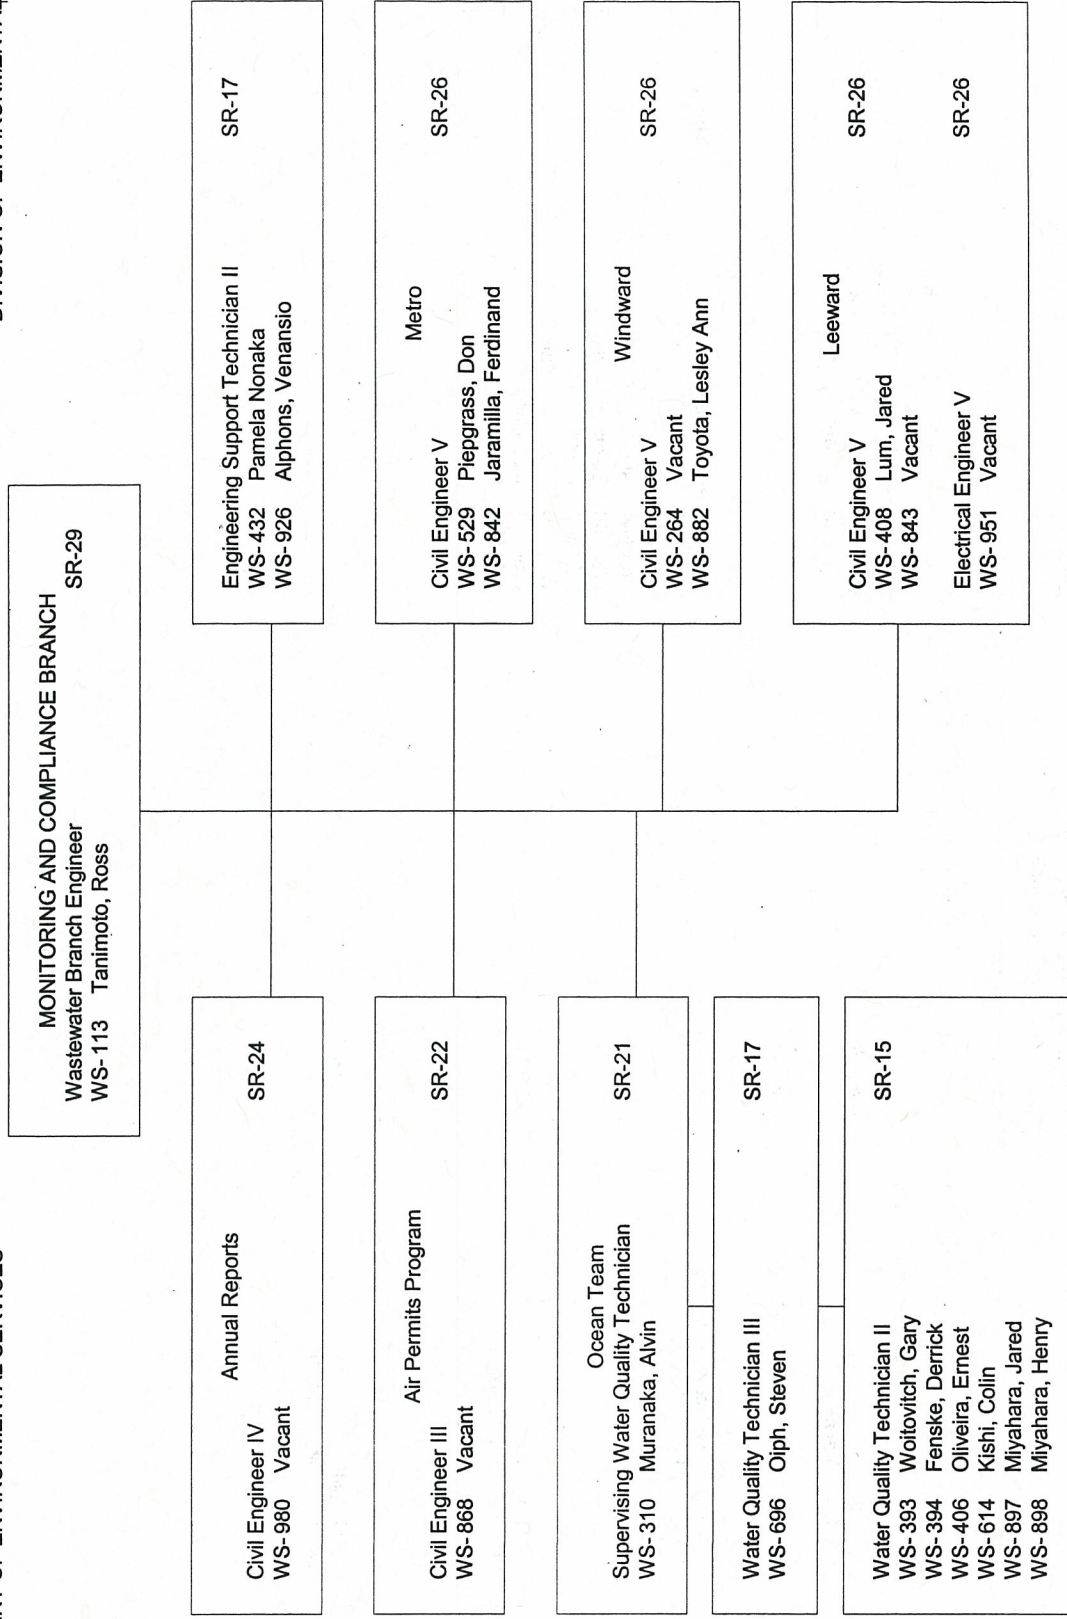 MONITORING AND COMPLIANCE BRANCH
Wastewater Branch Engineer
WS-113 Tanimoto, Ross SR-29
Annual Reports
Civil Engineer IV SR-24
WS-980 Vacant
Air Permits Program
Civil Engineer III SR-22
WS-868 Vacant
Ocean Team
Supervising Water Quality Technician SR-21
WS-310 Muranaka, Alvin
Water Quality Technician III SR-17
WS-696 Oiph, Steven
Water Quality Technician II SR-15
WS-393 Woitovitch, Gary
WS-394 Fenske, Derrick
WS-406 Oliveira, Ernest
WS-614 Kishi, Colin
WS-897 Miyahara, Jared
WS-898 Miyahara, Henry
Engineering Support Technician II SR-17
WS-432 Pamela Nonaka
WS-926 Alphons, Venansio
Metro
Civil Engineer V SR-26
WS-529 Piepgrass, Don
WS-842 Jaramilla, Ferdinand
Windward
Civil Engineer V SR-26
WS-264 Vacant
WS-882 Toyota, Lesley Ann
Leeward
Civil Engineer V SR-26
WS-408 Lum, Jared
WS-843 Vacant
Electrical Engineer V SR-26
WS-951 Vacant